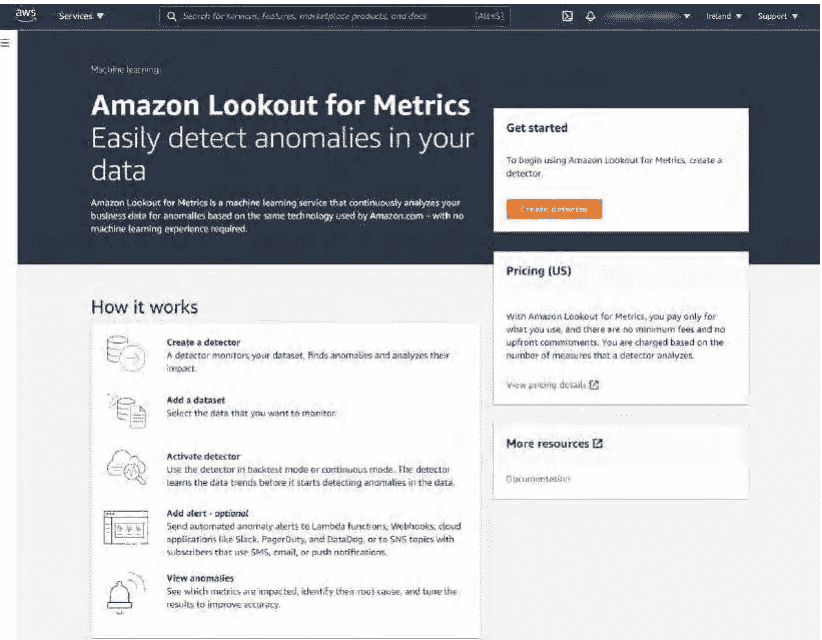 aws
Services ▼
Search for services, features, marketplace products, and docs
[Alt+S]
Ireland ▼
Support ▼
Machine learning
Amazon Lookout for Metrics
Easily detect anomalies in your
data
Amazon Lookout for Metrics is a machine learning service that continuously analyzes your
business data for anomalies based on the same technology used by Amazon.com – with no
machine learning experience required.
Get started
To begin using Amazon Lookout for Metrics, create a
detector.
Create detector
Pricing (US)
With Amazon Lookout for Metrics, you pay only for
what you use, and there are no minimum fees and no
upfront commitments. You are charged based on the
number of measures that a detector analyzes.
View pricing details
More resources
Documentation
How it works
Create a detector
A detector monitors your dataset, finds anomalies and analyzes their
impact.
Add a dataset
Select the data that you want to monitor.
Activate detector
Use the detector in backtest mode or continuous mode. The detector
learns the data trends before it starts detecting anomalies in the data.
Add alert - optional
Send automated anomaly alerts to Lambda functions, Webhooks, cloud
applications like Slack, PagerDuty, and DataDog, or to SNS topics with
subscribers that use SMS, email, or push notifications.
View anomalies
See which metrics are impacted, identify their root cause, and tune the
results to improve accuracy.